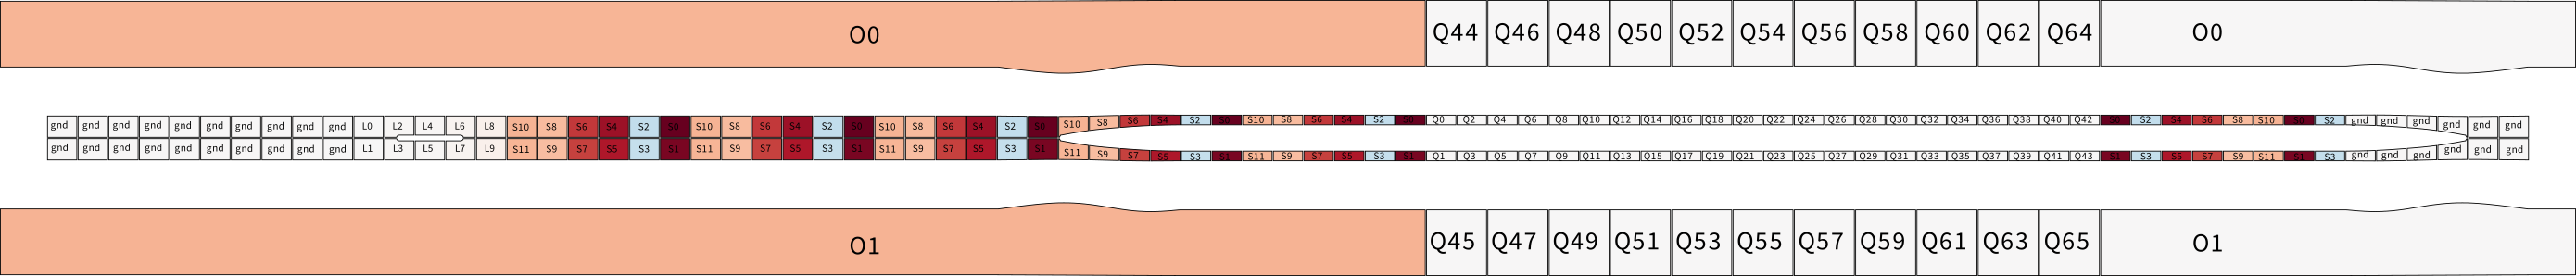 O0 Q44 Q46 Q48 Q50 Q52 Q54 Q56 Q58 Q60 Q62 Q64 O0
gnd gnd gnd gnd gnd gnd gnd gnd gnd gnd L0 L2 L4 L6 L8 S10 S8 S6 S4 S2 S0 S10 S8 S6 S4 S2 S0 S10 S8 S6 S4 S2 S0 S10 S8 S6 S4 S2 S0 S10 S8 S6 S4 S2 S0 Q0 Q2 Q4 Q6 Q8 Q10 Q12 Q14 Q16 Q18 Q20 Q22 Q24 Q26 Q28 Q30 Q32 Q34 Q36 Q38 Q40 Q42 S0 S2 S4 S6 S8 S10 S0 S2 gnd gnd gnd gnd gnd gnd
gnd gnd gnd gnd gnd gnd gnd gnd gnd gnd L1 L3 L5 L7 L9 S11 S9 S7 S5 S3 S1 S11 S9 S7 S5 S3 S1 S11 S9 S7 S5 S3 S1 S11 S9 S7 S5 S3 S1 S11 S9 S7 S5 S3 S1 Q1 Q3 Q5 Q7 Q9 Q11 Q13 Q15 Q17 Q19 Q21 Q23 Q25 Q27 Q29 Q31 Q33 Q35 Q37 Q39 Q41 Q43 S1 S3 S5 S7 S9 S11 S1 S3 gnd gnd gnd gnd gnd gnd
O1 Q45 Q47 Q49 Q51 Q53 Q55 Q57 Q59 Q61 Q63 Q65 O1